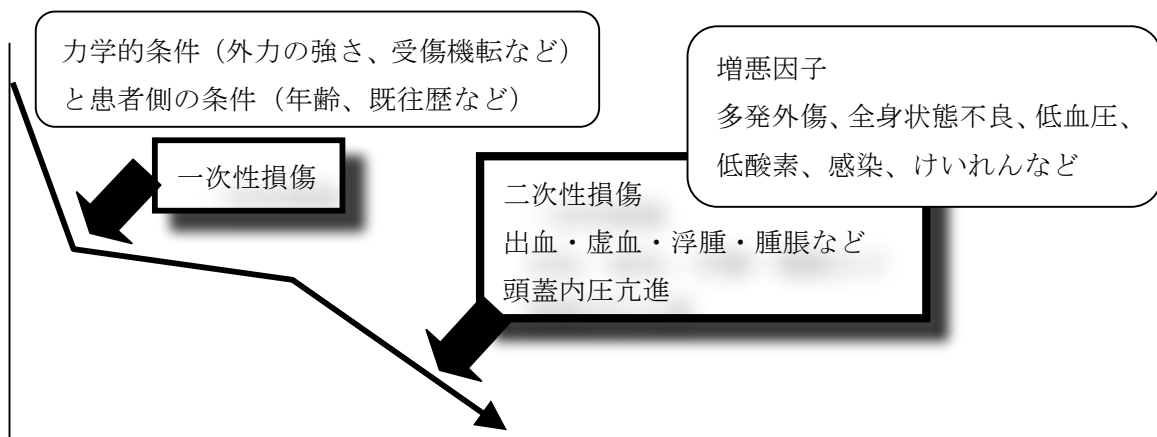 力学的条件（外力の強さ、受傷機転など）
と患者側の条件（年齢、既往歴など）
一次性損傷
増悪因子
多発外傷、全身状態不良、低血圧、
低酸素、感染、けいれんなど
二次性損傷
出血・虚血・浮腫・腫脹など
頭蓋内圧亢進